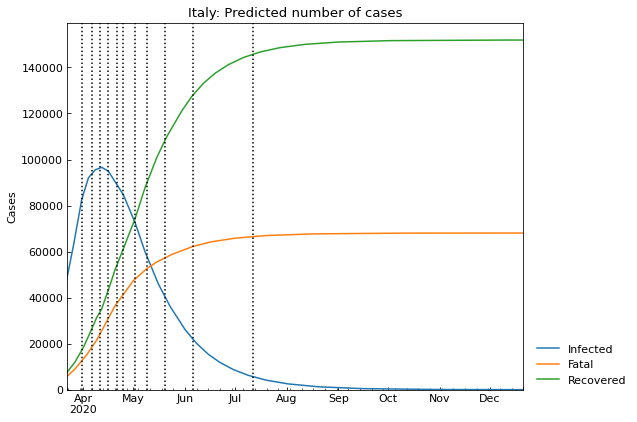 Italy: Predicted number of cases
Cases
140000
120000
100000
80000
60000
40000
20000
0
Apr May Jun Jul Aug Sep Oct Nov Dec
2020
Infected
Fatal
Recovered